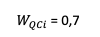 W_QCi = 0,7